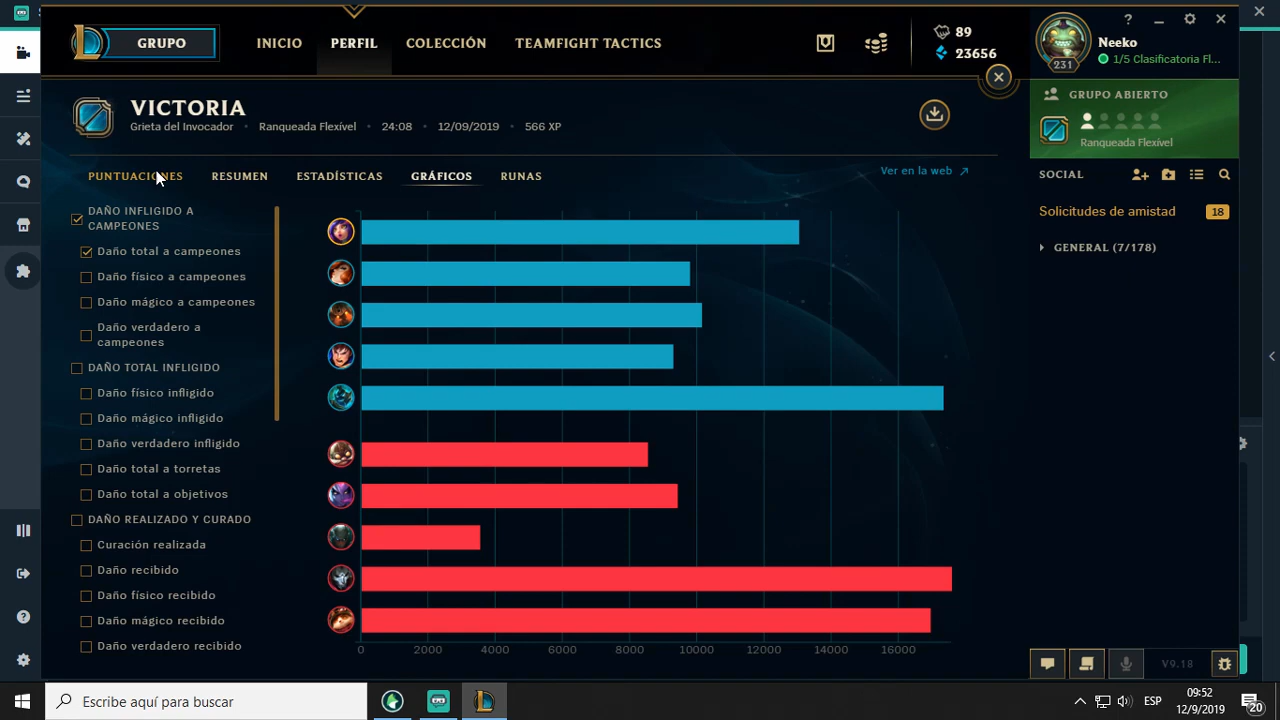 GRUPO
INICIO
PERFIL
COLECCIÓN
TEAMFIGHT TACTICS
89
23656
?
231
Neeko
1/5 Clasificatoria Fl...
VICTORIA
Grieta del Invocador • Ranqueada Flexível • 24:08 • 12/09/2019 • 566 XP
GRUPO ABIERTO
Ranqueada Flexível
PUNTUACIONES
RESUMEN
ESTADÍSTICAS
GRÁFICOS
RUNAS
Ver en la web
SOCIAL
Solicitudes de amistad
18
GENERAL (7/178)
DAÑO INFLIGIDO A
CAMPEONES
Daño total a campeones
Daño físico a campeones
Daño mágico a campeones
Daño verdadero a
campeones
DAÑO TOTAL INFLIGIDO
Daño físico infligido
Daño mágico infligido
Daño verdadero infligido
Daño total a torretas
Daño total a objetivos
DAÑO REALIZADO Y CURADO
Curación realizada
Daño recibido
Daño físico recibido
Daño mágico recibido
Daño verdadero recibido
0 2000 4000 6000 8000 10000 12000 14000 16000
V9.18
Escribe aquí para buscar
ESP
09:52
12/9/2019
20